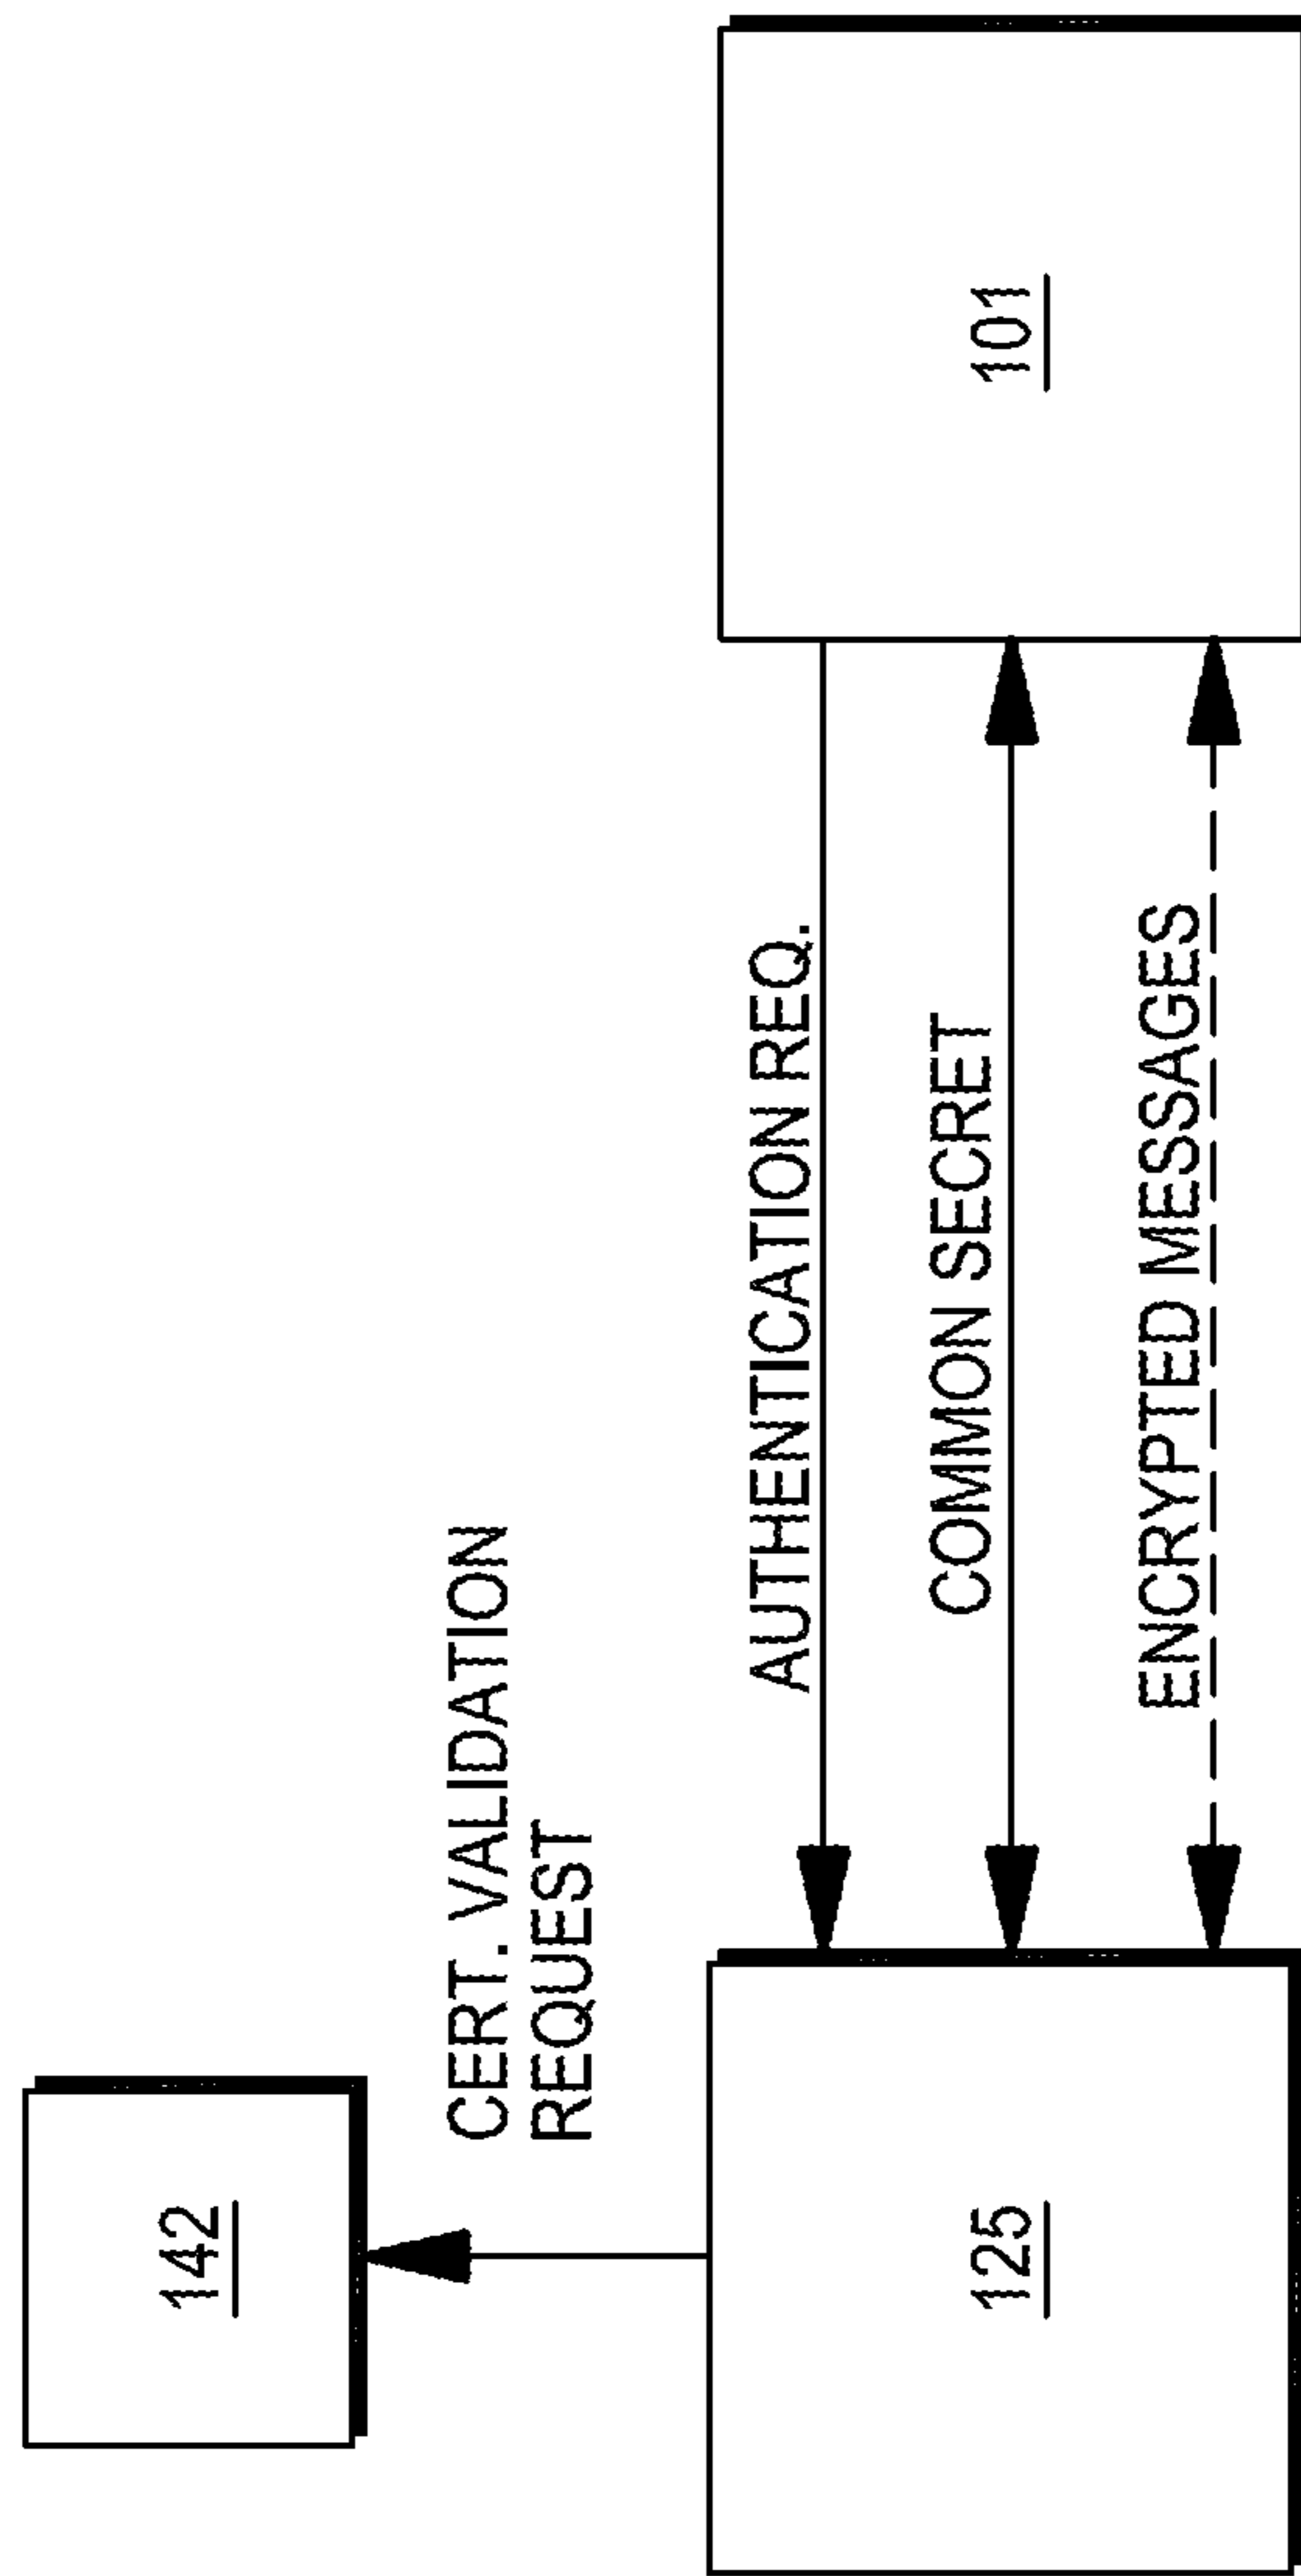 142
CERT. VALIDATION
REQUEST
125
AUTHENTICATION REQ.
COMMON SECRET
ENCRYPTED MESSAGES
101